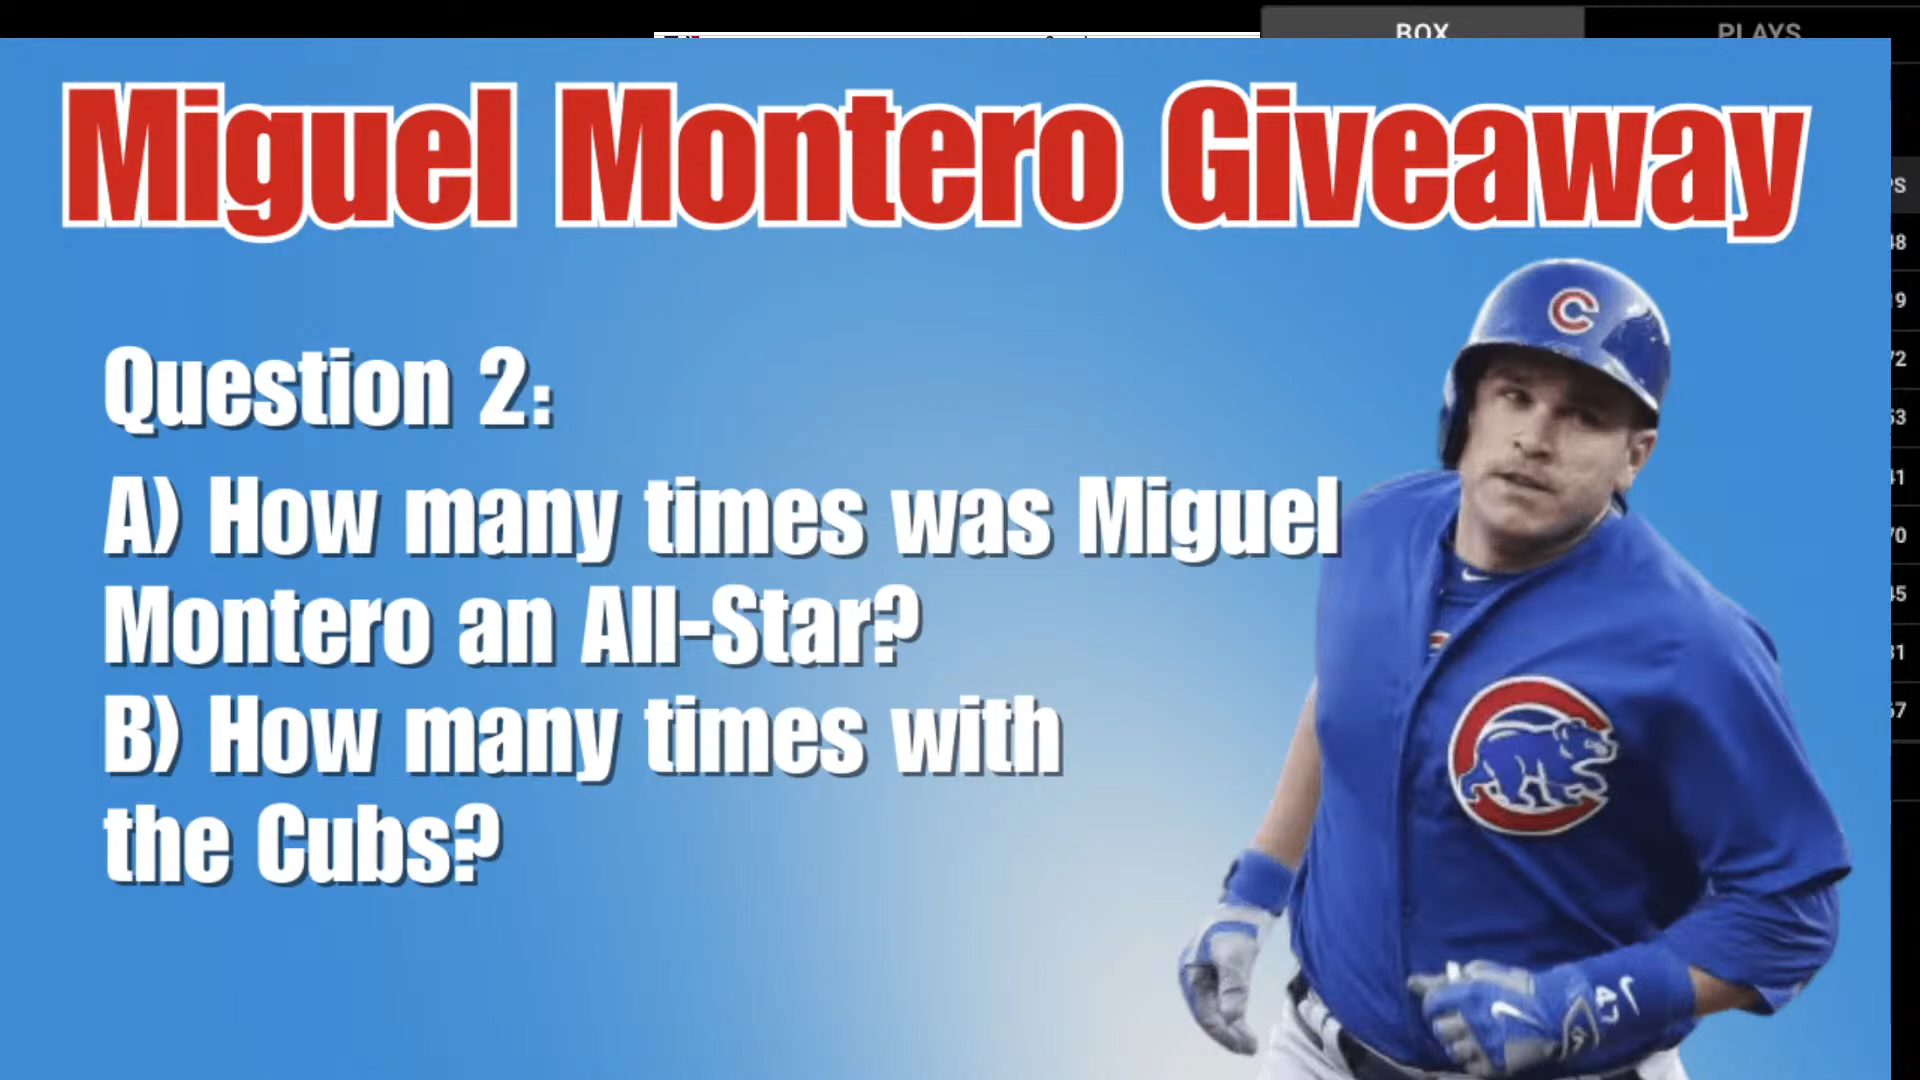 BOX PLAYS
Miguel Montero Giveaway
Question 2:
A) How many times was Miguel
Montero an All-Star?
B) How many times with
the Cubs?
C
47